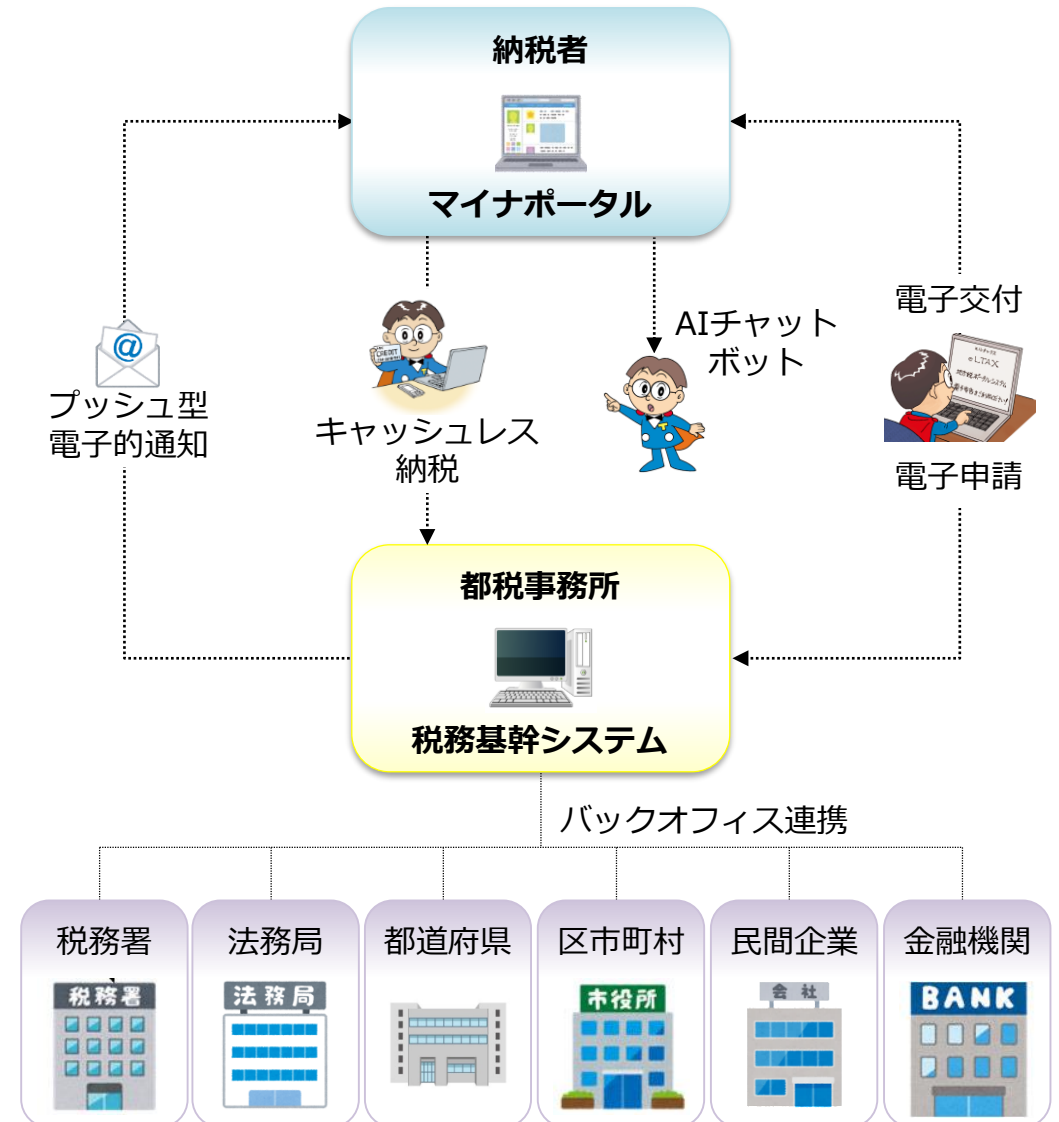 納税者
マイナポータル
プッシュ型
電子的通知
CREDIT
キャッシュレス
納税
AIチャット
ボット
電子交付
eLTAX
電子申請
都税事務所
税務基幹システム
バックオフィス連携
税務署
法務局
都道府県
区市町村
民間企業
金融機関
税務署
法務局
市役所
会社
BANK